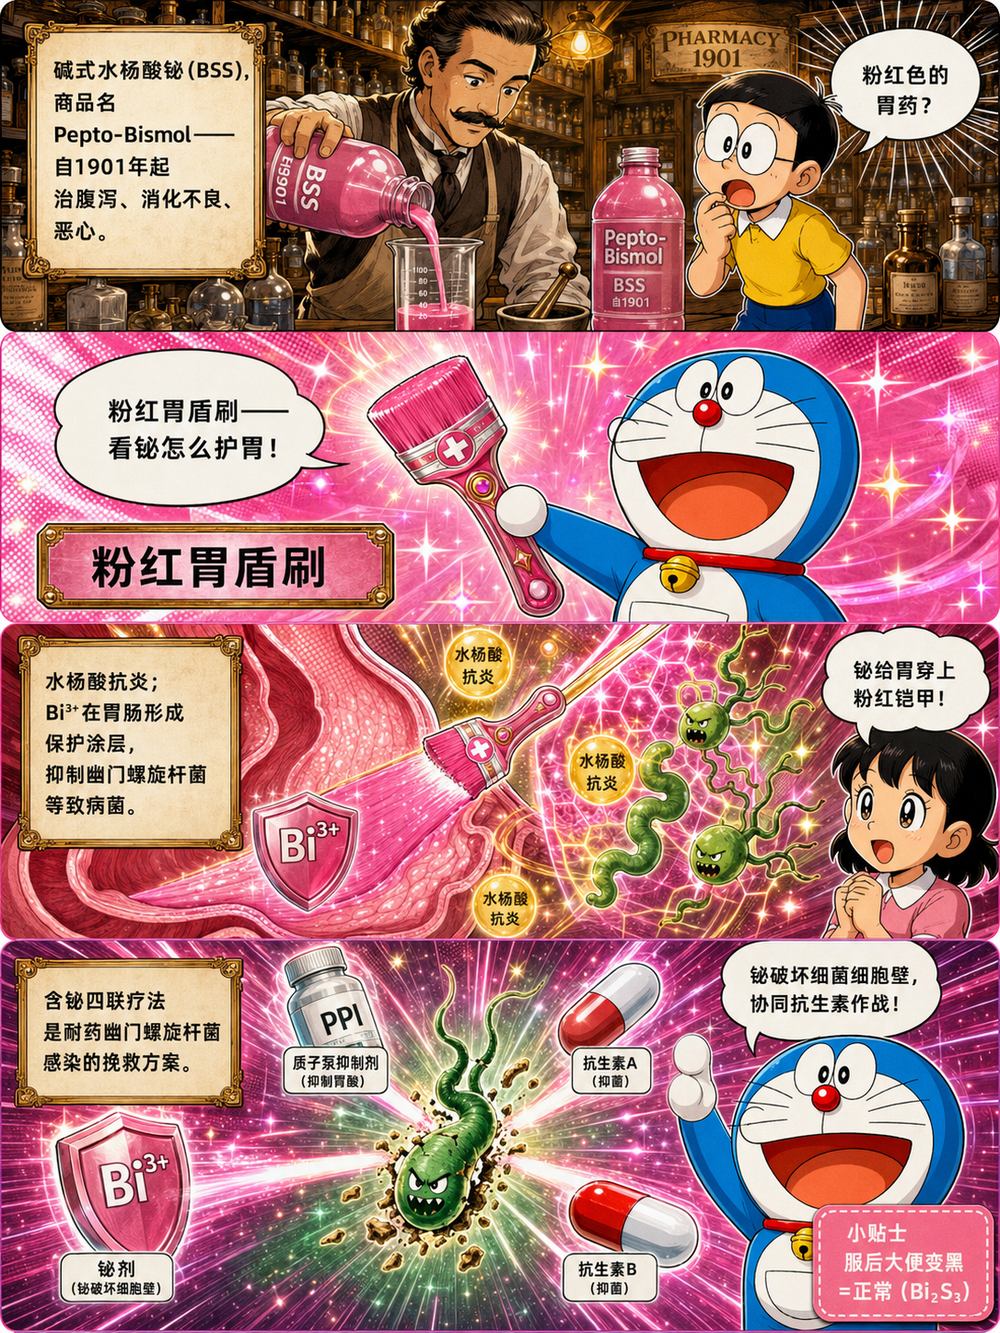 碱式水杨酸铋(BSS),
商品名
Pepto-Bismol——
自1901年起
治腹泻、消化不良、
恶心。
BSS
自1901
100
80
60
40
20
Pepto-
Bismol
BSS
自1901
PHARMACY
1901
粉红色的
胃药？
粉红胃盾刷——
看铋怎么护胃！
粉红胃盾刷
水杨酸抗炎；
Bi³⁺在胃肠形成
保护涂层，
抑制幽门螺旋杆菌
等致病菌。
Bi³⁺
水杨酸
抗炎
水杨酸
抗炎
水杨酸
抗炎
铋给胃穿上
粉红铠甲！
含铋四联疗法
是耐药幽门螺旋杆菌
感染的挽救方案。
PPI
质子泵抑制剂
(抑制胃酸)
抗生素A
(抑菌)
铋破坏细菌细胞壁，
协同抗生素作战！
Bi³⁺
铋剂
(铋破坏细胞壁)
抗生素B
(抑菌)
小贴士
服后大便变黑
=正常 (Bi₂S₃)